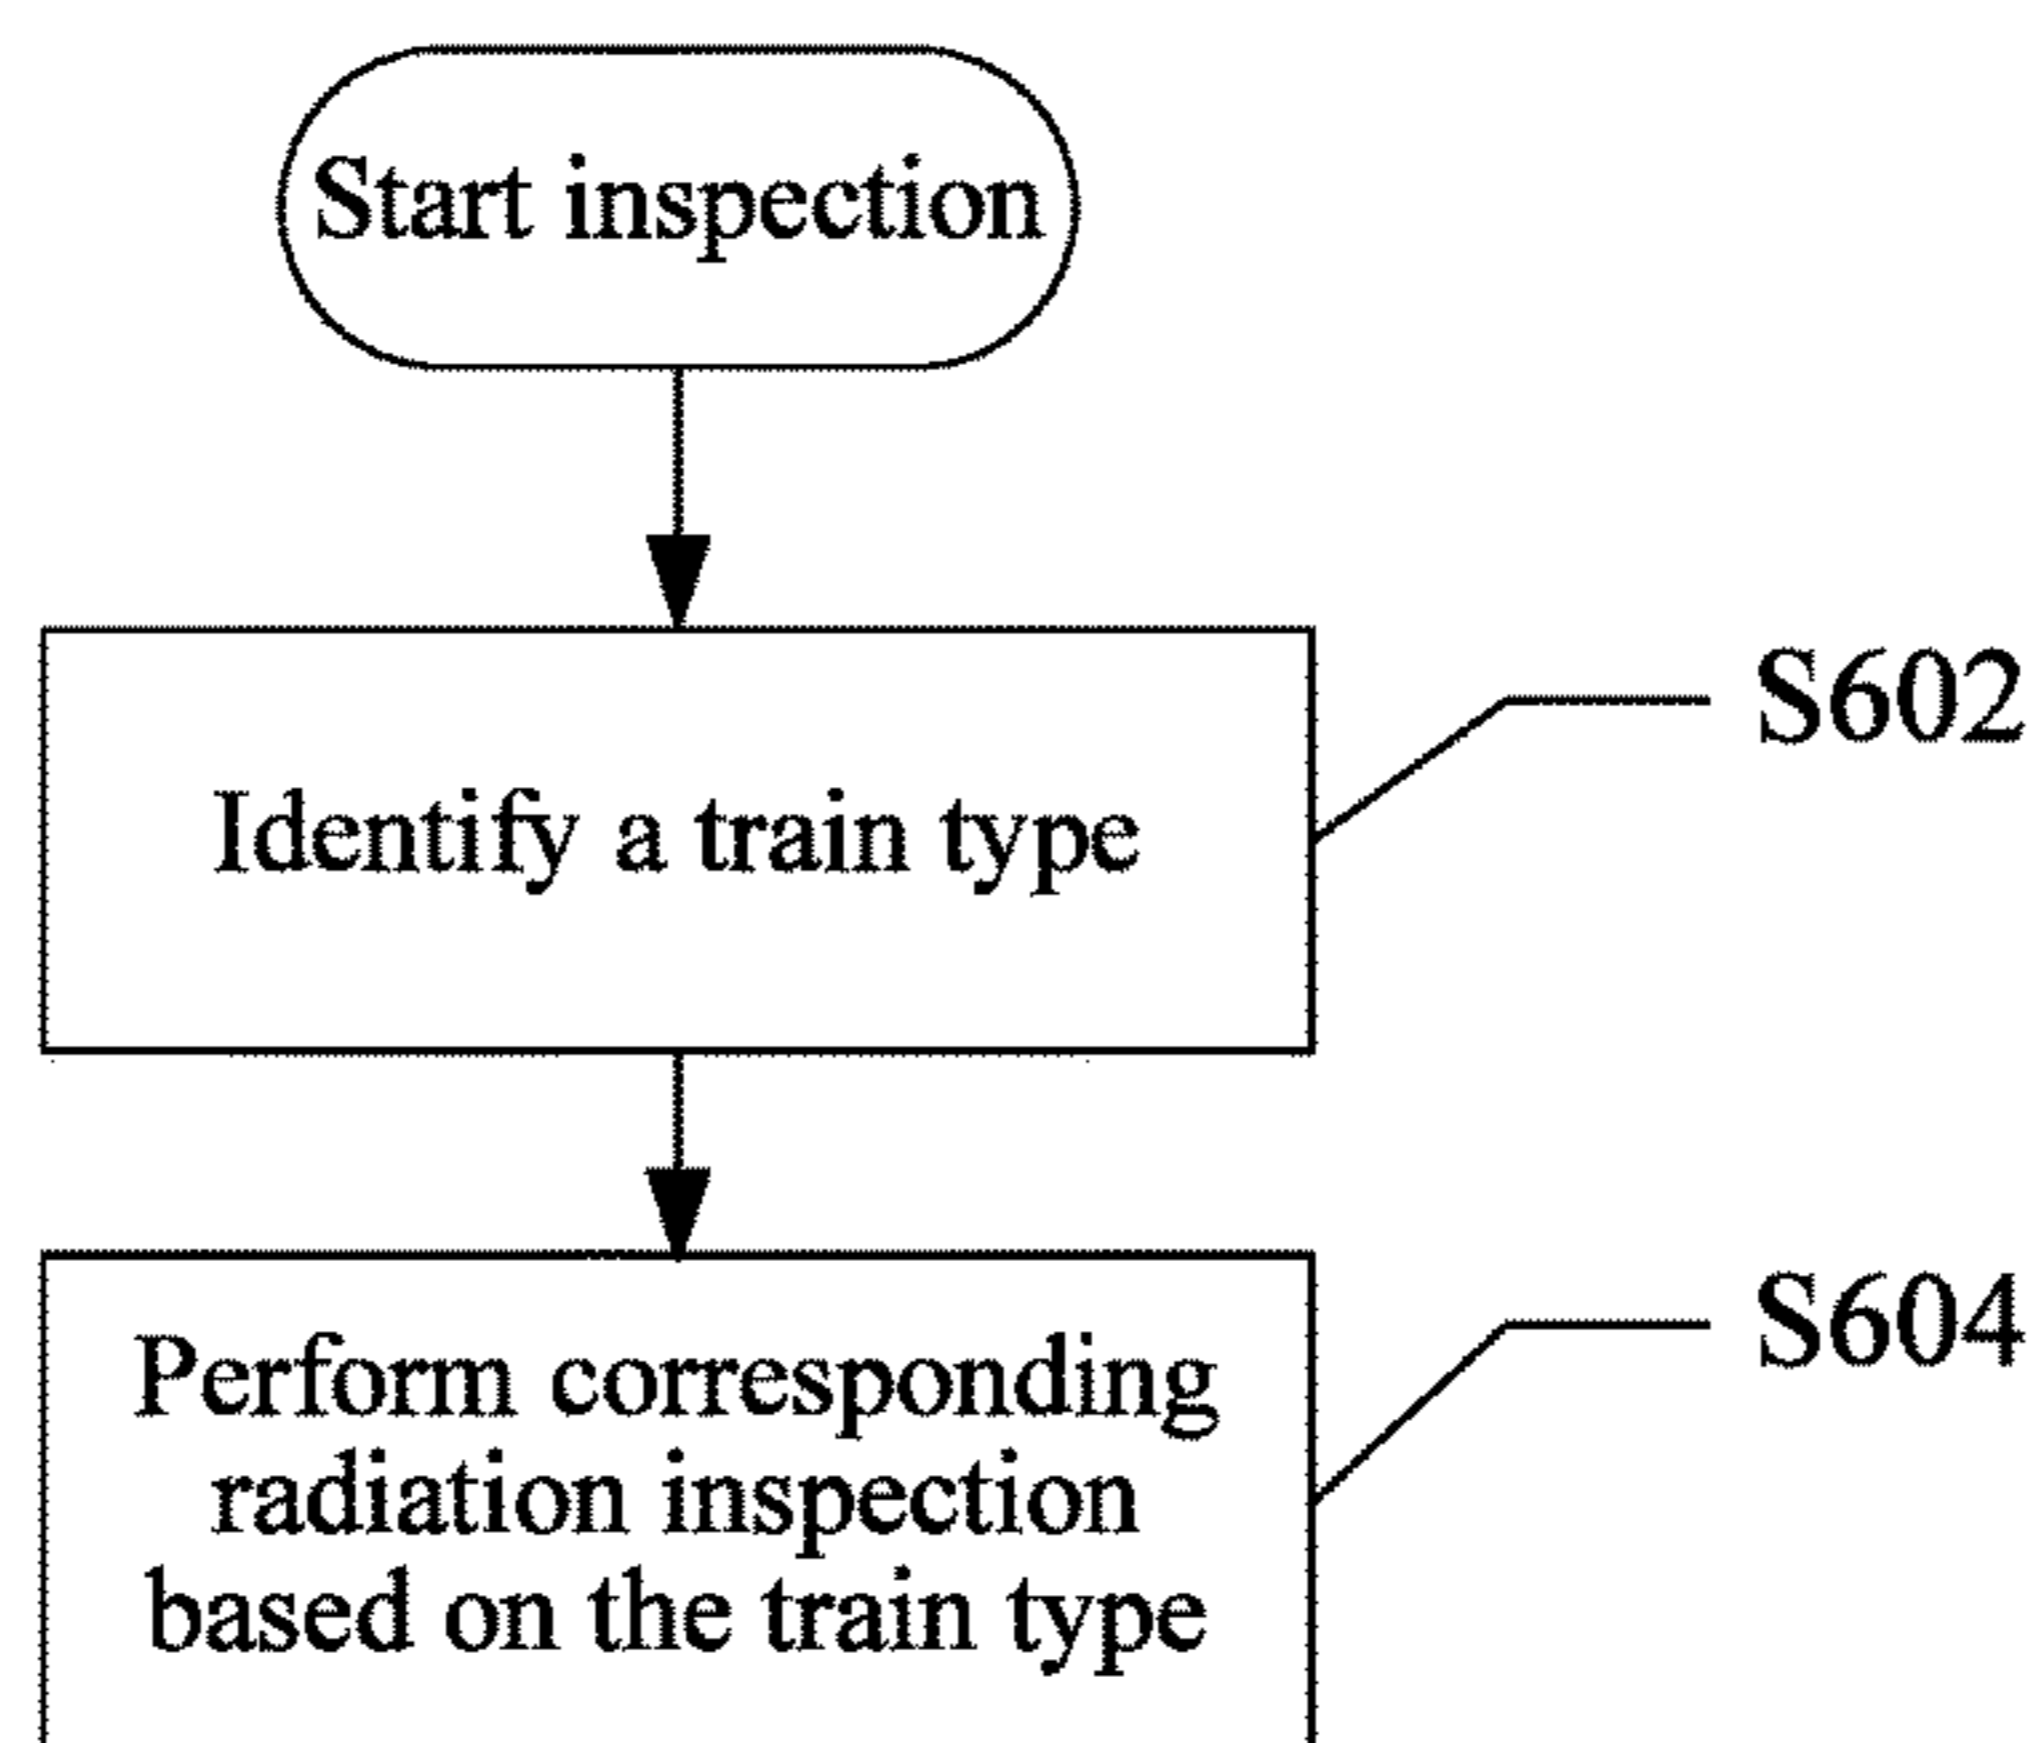 Start inspection
S602
Identify a train type
S604
Perform corresponding
radiation inspection
based on the train type